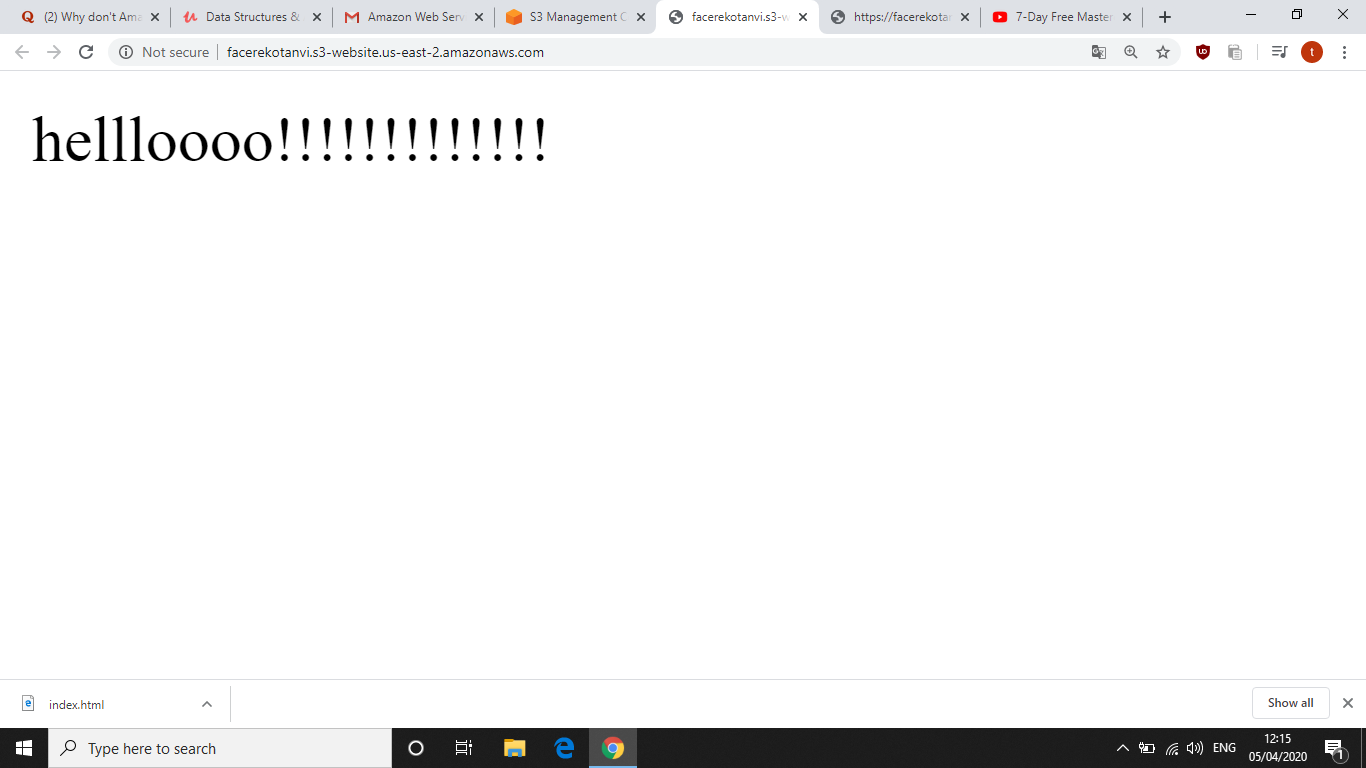 (2) Why don't Ama
Data Structures &
Amazon Web Serv
S3 Management C
facerekotanvi.s3-w
https://facerekotan
7-Day Free Master
Not secure
facerekotanvi.s3-website.us-east-2.amazonaws.com
t
hellloooo!!!!!!!!!!!!!
index.html
Show all
Type here to search
ENG
12:15
05/04/2020
1